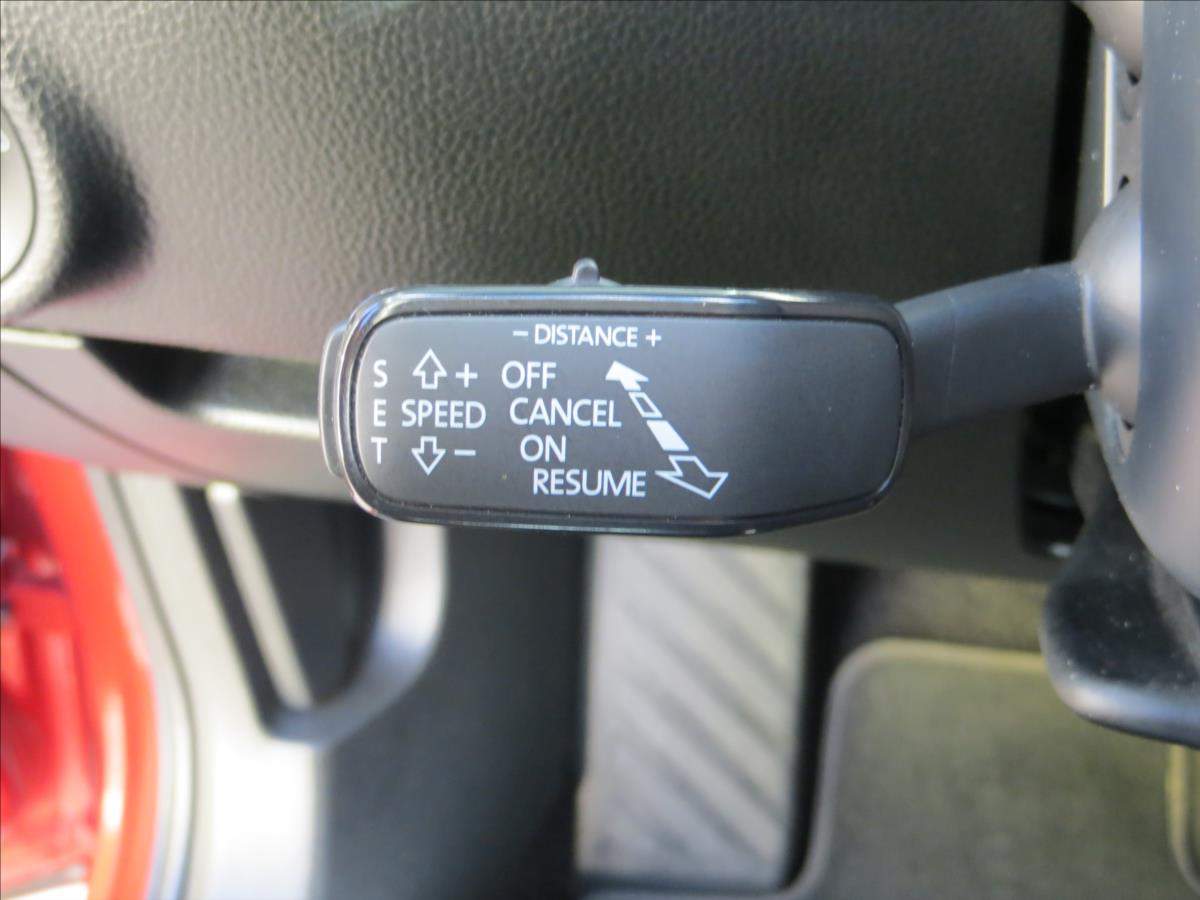 − DISTANCE +
S + OFF
E SPEED CANCEL
T − ON
RESUME